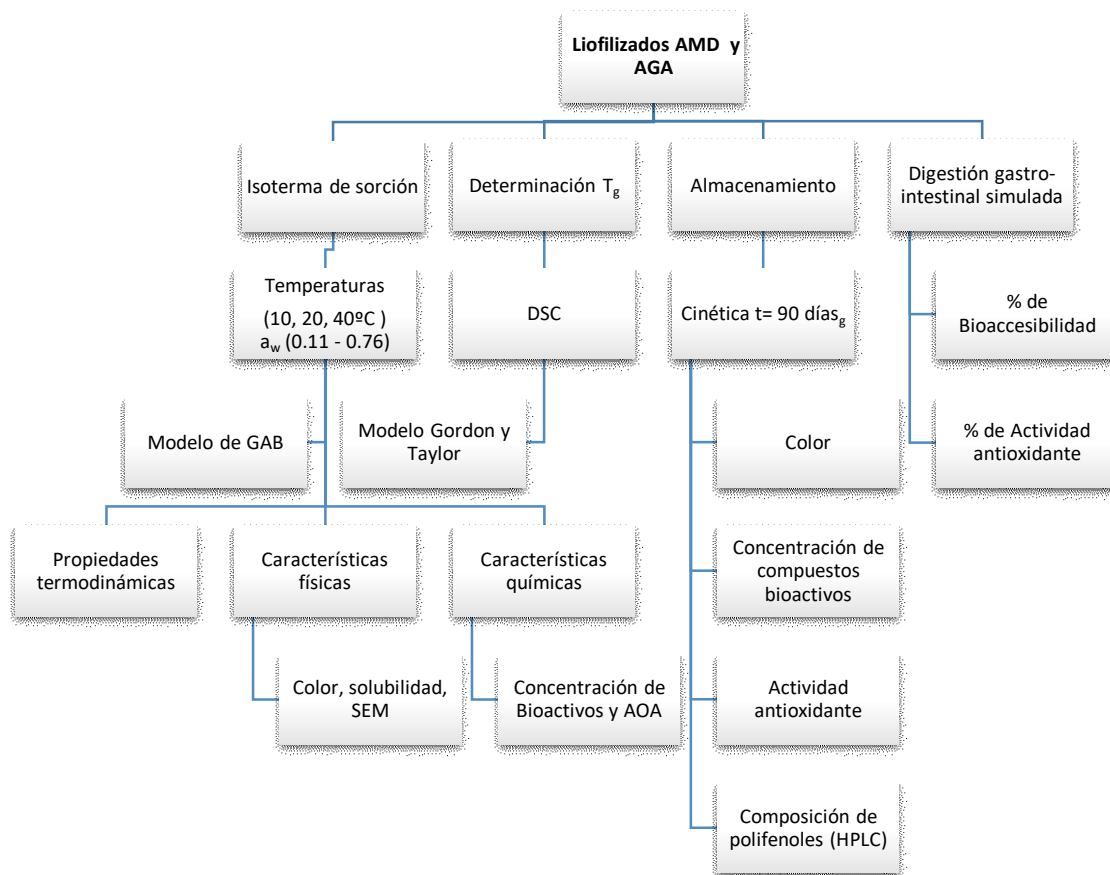 Liofilizados AMD y
AGA
Isoterma de sorción
Determinación Tg
Almacenamiento
Digestión gastro-
intestinal simulada
Temperaturas
(10, 20, 40ºC )
aw (0.11 - 0.76)
DSC
Cinética t= 90 díasg
% de
Bioaccesibilidad
Modelo de GAB
Modelo Gordon y
Taylor
Color
% de Actividad
antioxidante
Propiedades
termodinámicas
Características
físicas
Características
químicas
Concentración de
compuestos
bioactivos
Color, solubilidad,
SEM
Concentración de
Bioactivos y AOA
Actividad
antioxidante
Composición de
polifenoles (HPLC)